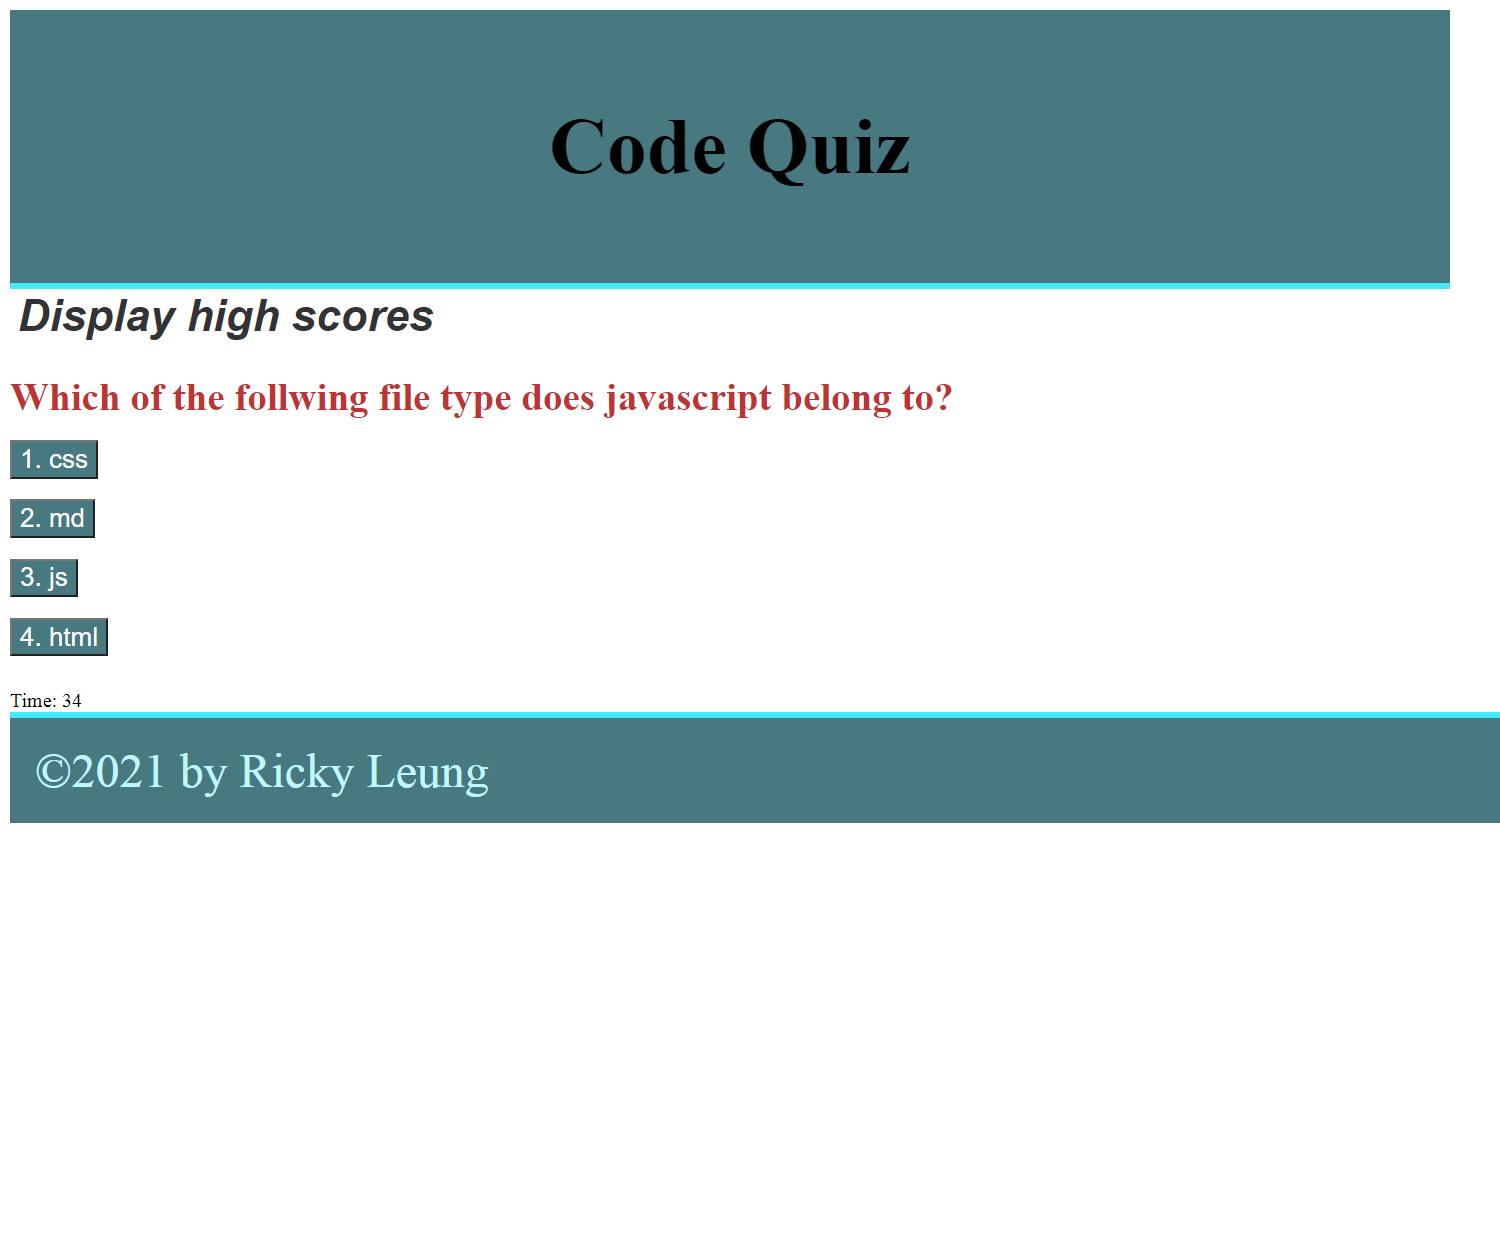 Code Quiz
Display high scores
Which of the follwing file type does javascript belong to?
1. css
2. md
3. js
4. html
Time: 34
©2021 by Ricky Leung